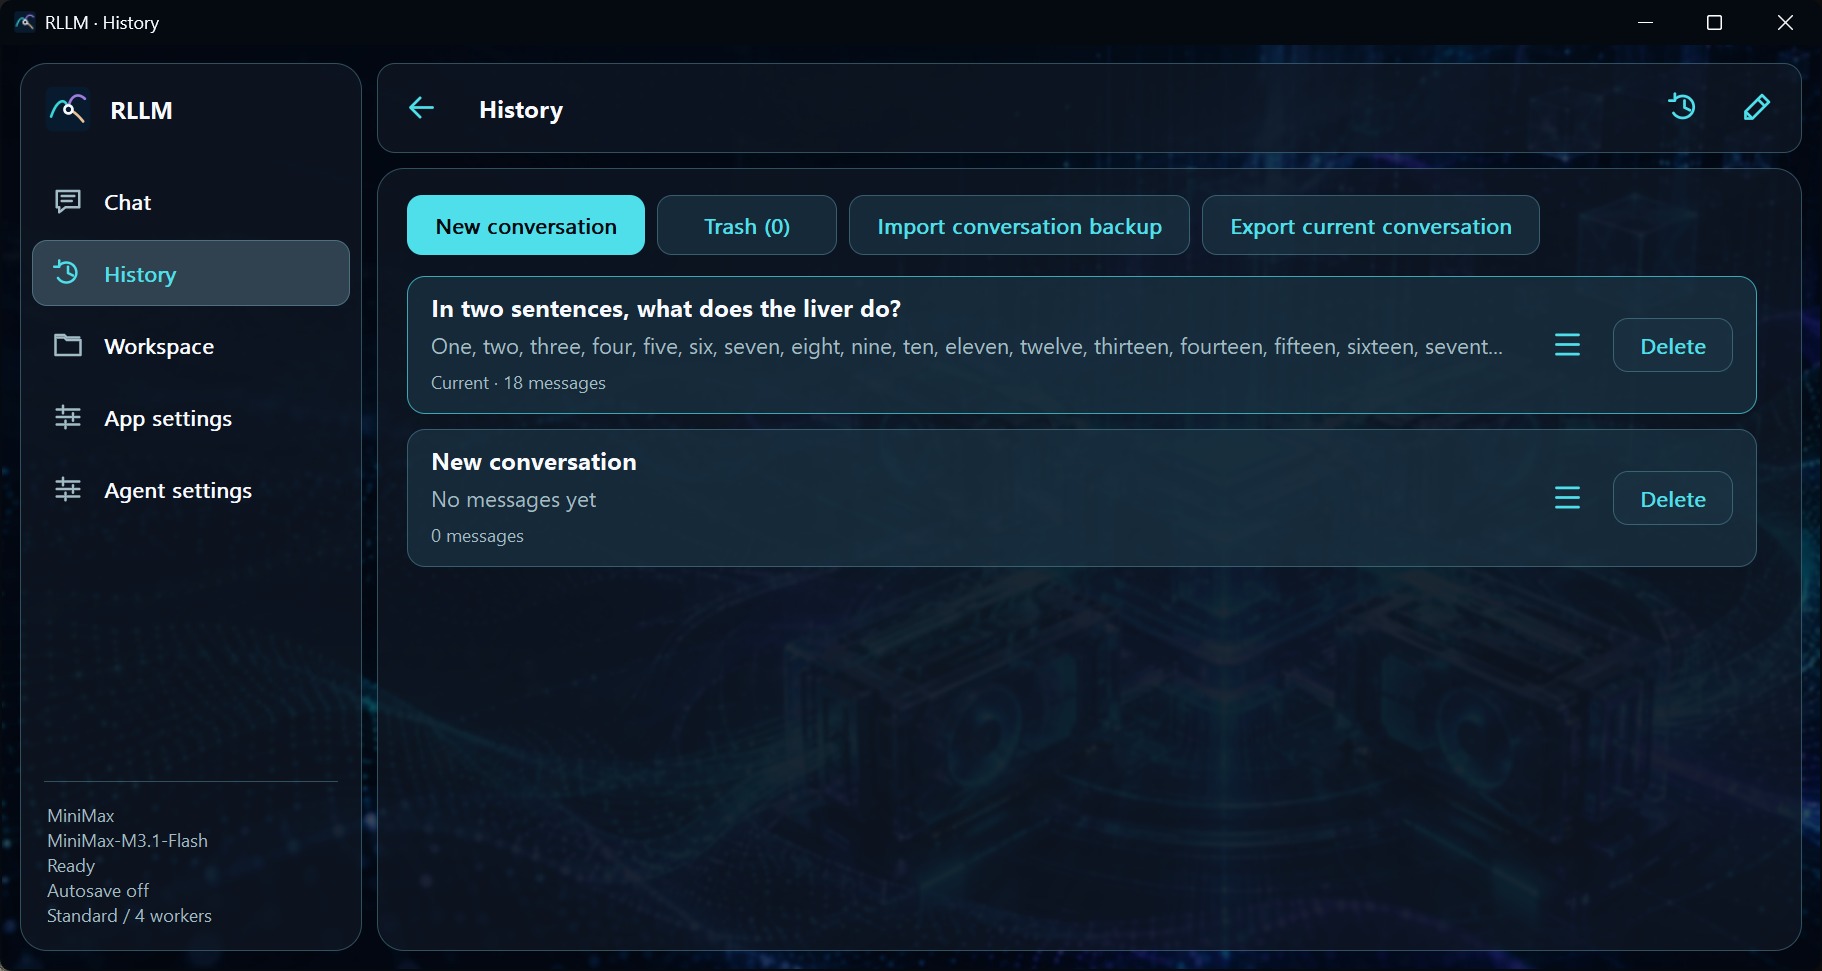 RLLM · History
RLLM
Chat
History
Workspace
App settings
Agent settings
MiniMax
MiniMax-M3.1-Flash
Ready
Autosave off
Standard / 4 workers
History
New conversation
Trash (0)
Import conversation backup
Export current conversation
In two sentences, what does the liver do?
One, two, three, four, five, six, seven, eight, nine, ten, eleven, twelve, thirteen, fourteen, fifteen, sixteen, sevent...
Current · 18 messages
Delete
New conversation
No messages yet
0 messages
Delete